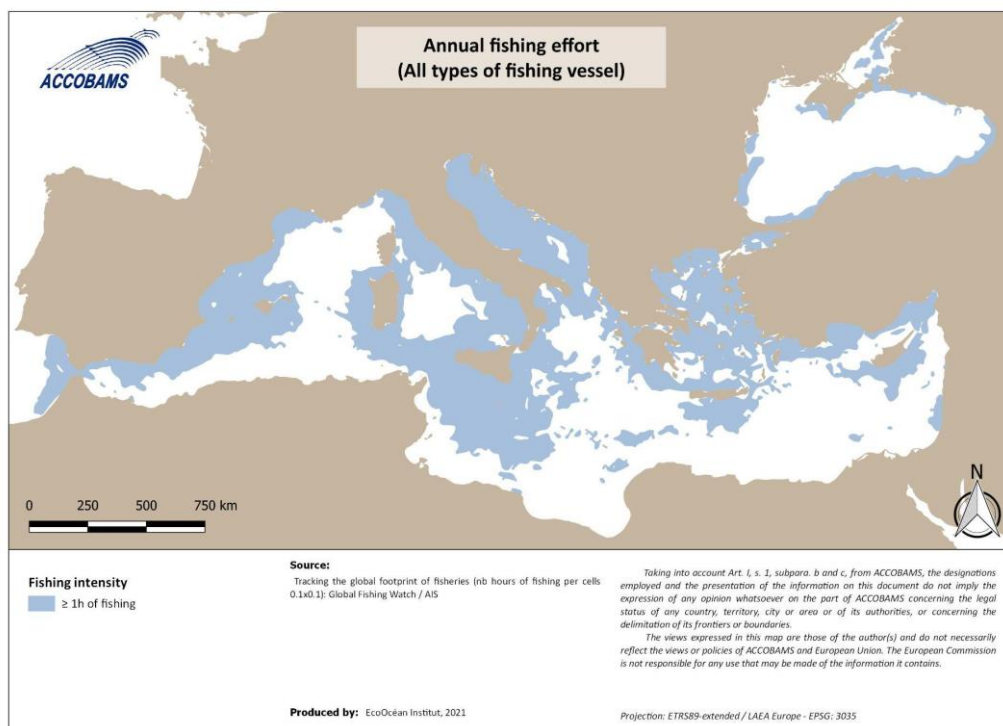 ACCOBAMS
Annual fishing effort
(All types of fishing vessel)
N
0 250 500 750 km
Fishing intensity
≥ 1h of fishing
Source:
Tracking the global footprint of fisheries (nb hours of fishing per cells
0.1x0.1): Global Fishing Watch / AIS
Produced by: EcoOcéan Institut, 2021
Taking into account Art. I, s. 1, subpara. b and c, from ACCOBAMS, the designations
employed and the presentation of the information on this document do not imply the
expression of any opinion whatsoever on the part of ACCOBAMS concerning the legal
status of any country, territory, city or area or of its authorities, or concerning the
delimitation of its frontiers or boundaries.
The views expressed in this map are those of the author(s) and do not necessarily
reflect the views or policies of ACCOBAMS and European Union. The European Commission
is not responsible for any use that may be made of the information it contains.
Projection: ETRS89-extended / LAEA Europe - EPSG: 3035